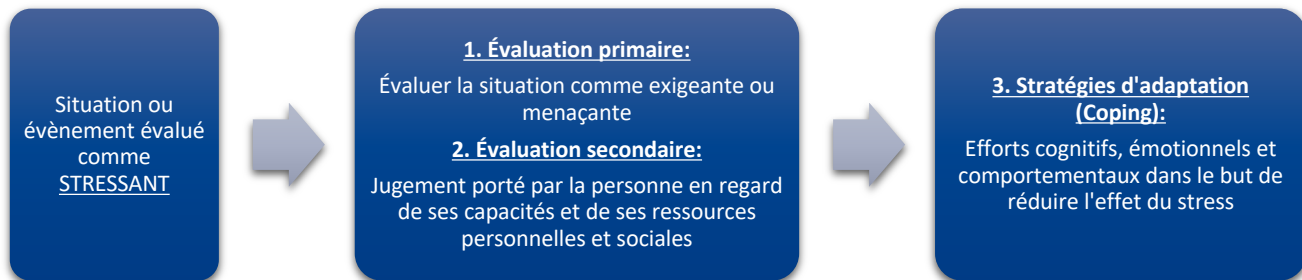 Situation ou
évènement évalué
comme
STRESSANT
1. Évaluation primaire:
Évaluer la situation comme exigeante ou
menaçante
2. Évaluation secondaire:
Jugement porté par la personne en regard
de ses capacités et de ses ressources
personnelles et sociales
3. Stratégies d'adaptation
(Coping):
Efforts cognitifs, émotionnels et
comportementaux dans le but de
réduire l'effet du stress